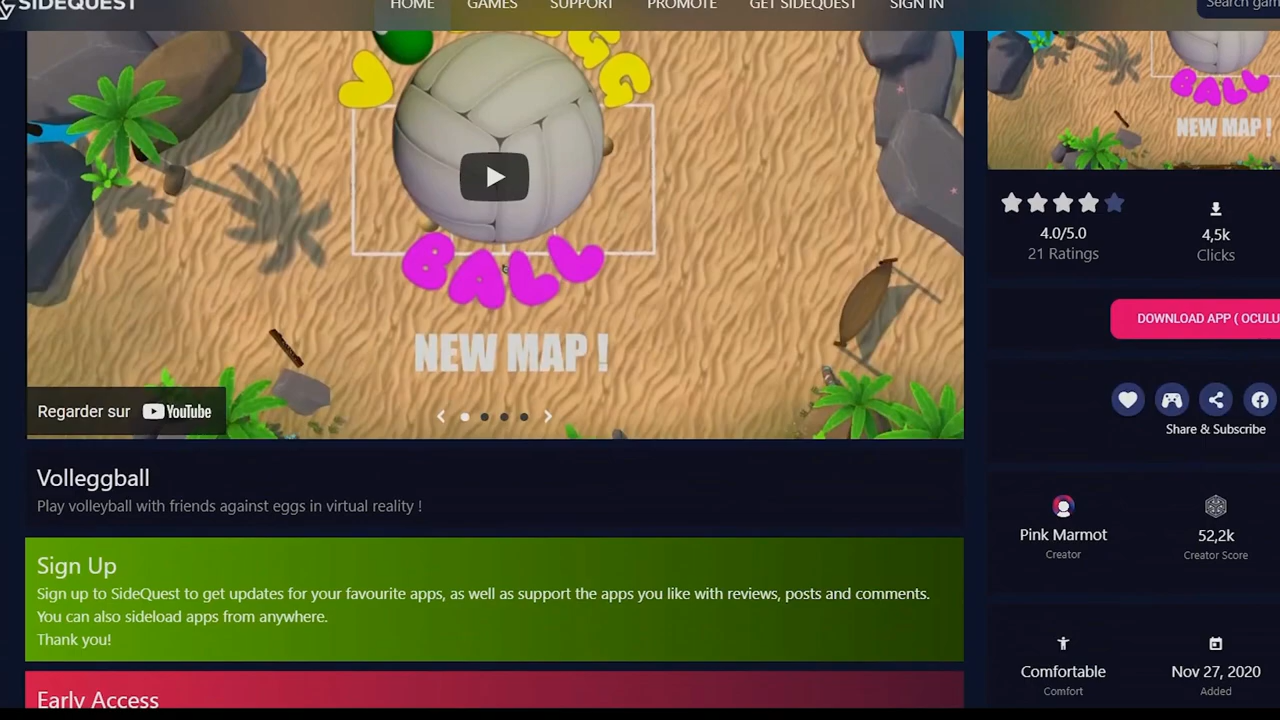 SIDEQUEST
HOME
GAMES
SUPPORT
PROMOTE
GET SIDEQUEST
SIGN IN
BALL
NEW MAP !
Regarder sur YouTube
Volleggball
Play volleyball with friends against eggs in virtual reality !
Sign Up
Sign up to SideQuest to get updates for your favourite apps, as well as support the apps you like with reviews, posts and comments.
You can also sideload apps from anywhere.
Thank you!
Early Access
Search gam
BALL
NEW MAP !
4.0/5.0
21 Ratings
4,5k
Clicks
DOWNLOAD APP ( OCULU
Share & Subscribe
Pink Marmot
Creator
52,2k
Creator Score
Comfortable
Comfort
Nov 27, 2020
Added